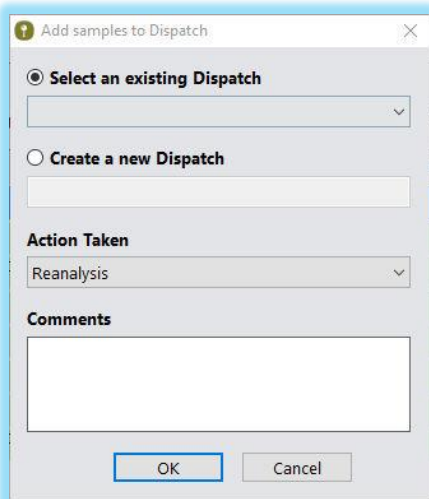 Add samples to Dispatch
Select an existing Dispatch
Create a new Dispatch
Action Taken
Reanalysis
Comments
OK
Cancel